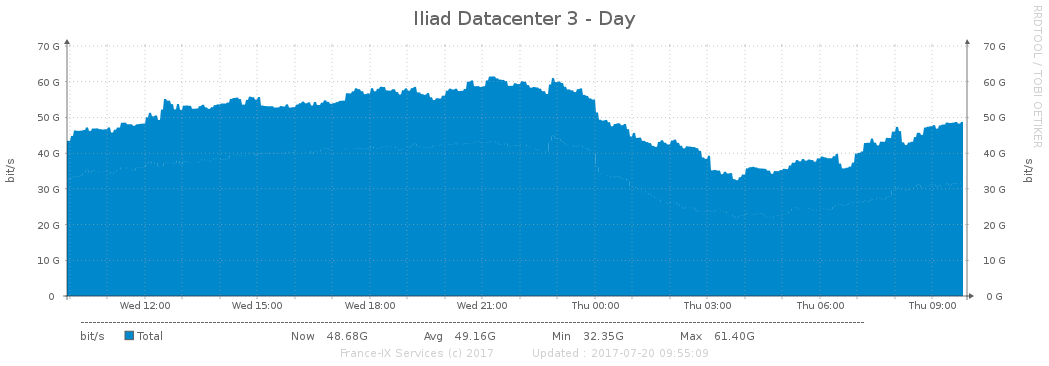 Iliad Datacenter 3 - Day
RRDTOOL / TOBI OETIKER
70 G 70 G
60 G 60 G
50 G 50 G
40 G 40 G
30 G 30 G
20 G 20 G
10 G 10 G
0 0 G
bit/s bit/s
Wed 12:00 Wed 15:00 Wed 18:00 Wed 21:00 Thu 00:00 Thu 03:00 Thu 06:00 Thu 09:00
bit/s Total Now 48.68G Avg 49.16G Min 32.35G Max 61.40G
France-IX Services (c) 2017 Updated : 2017-07-20 09:55:09